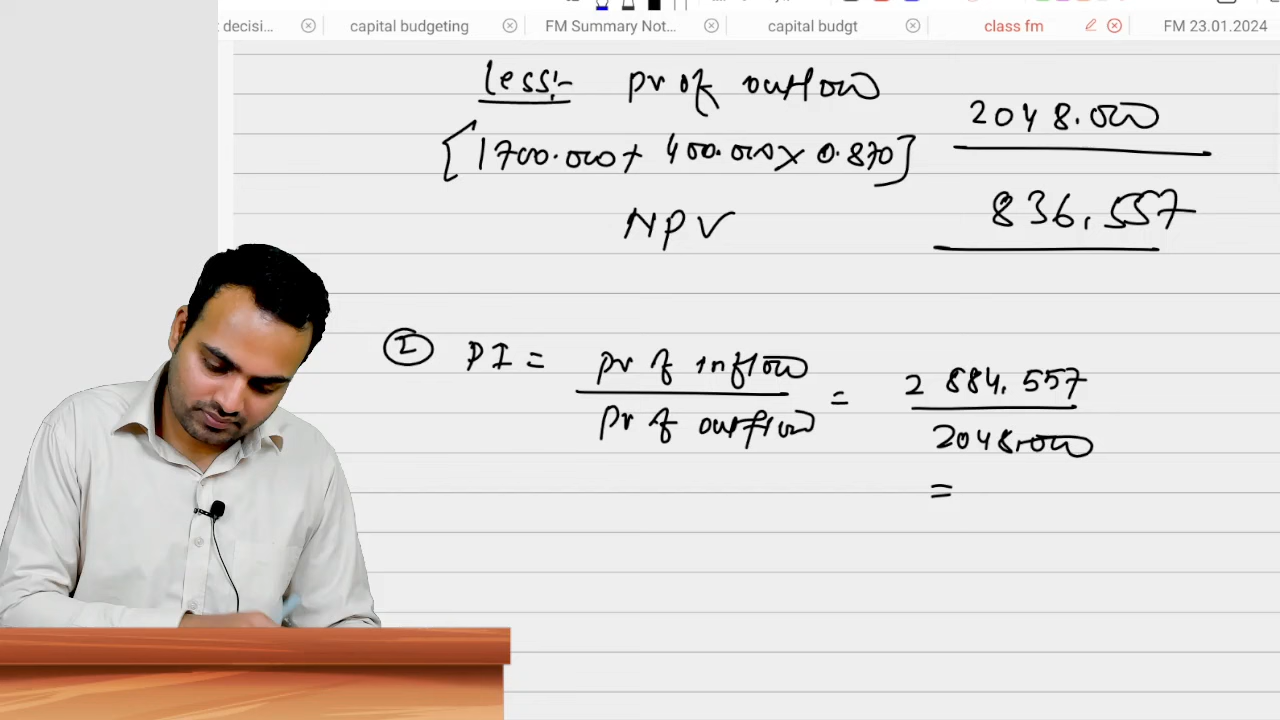 t decisi...
capital budgeting
FM Summary Not...
capital budgt
class fm
FM 23.01.2024
Less:- pv of outflow 2048.000
[1700.000 + 400.000 x 0.870]
NPV 836.557
I PI = pv of inflow / pv of outflow = 2884.557 / 2048.000
=